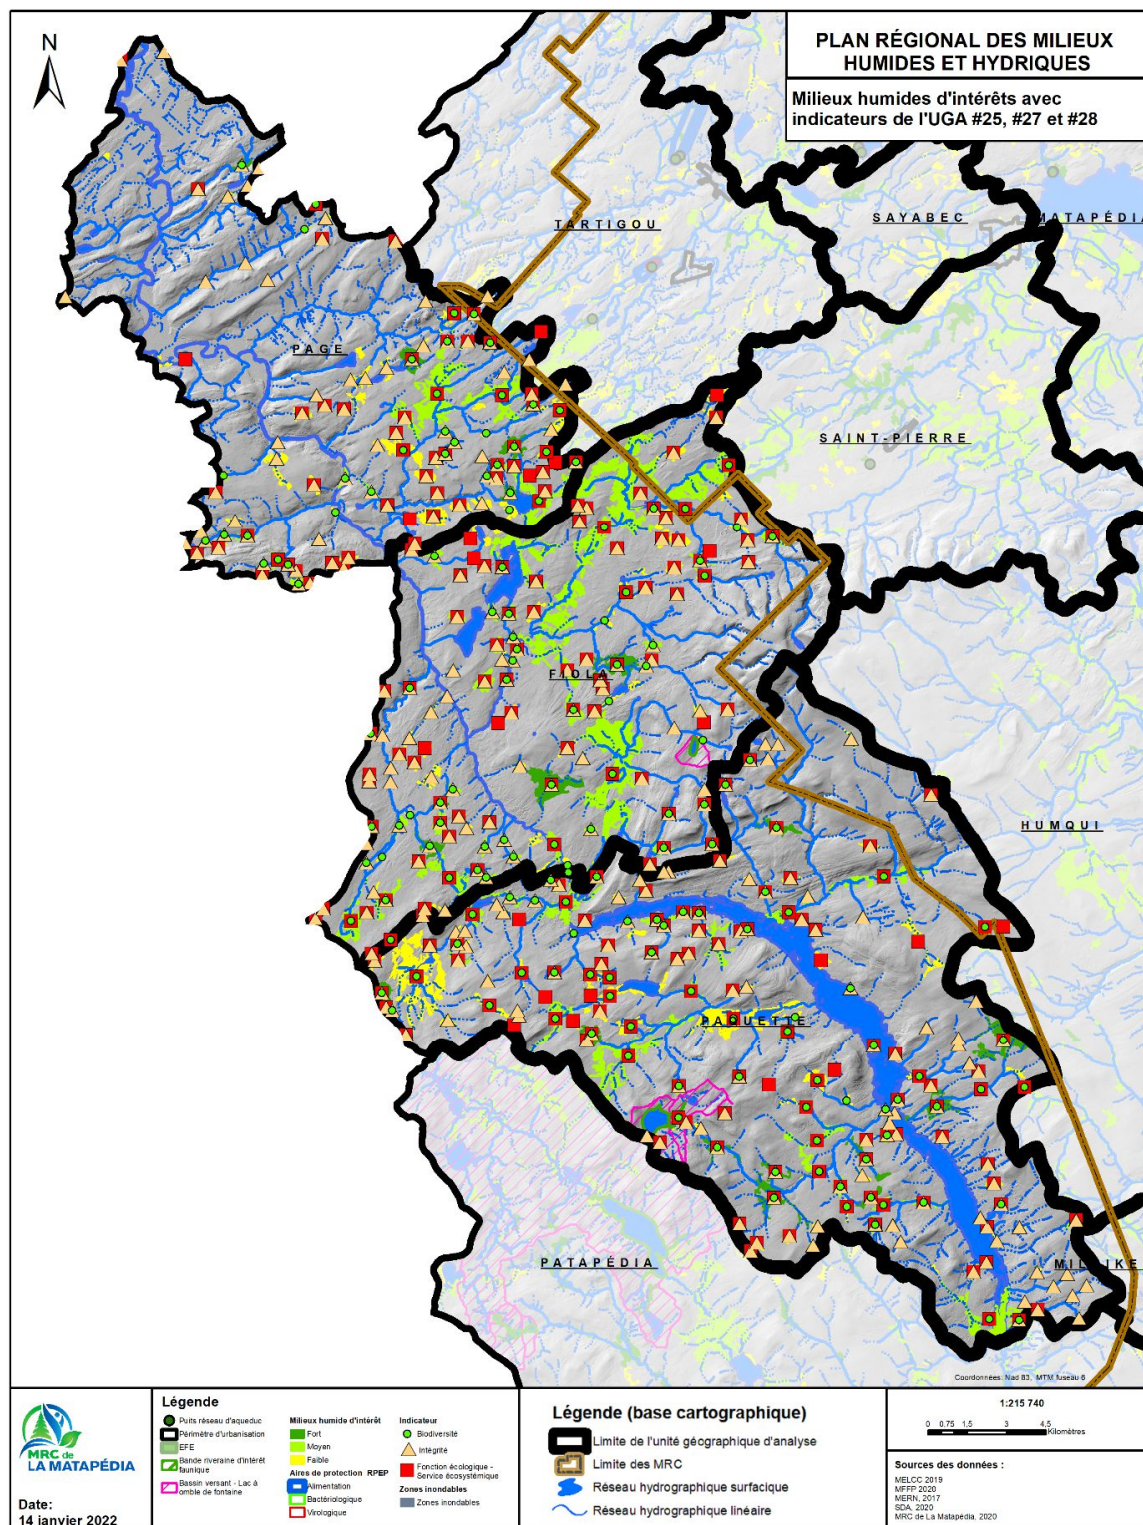 PLAN RÉGIONAL DES MILIEUX
HUMIDES ET HYDRIQUES
Milieux humides d'intérêts avec
indicateurs de l'UGA #25, #27 et #28
N
TARTIGOU
SAYABEC
MATAPÉDIA
PAGE
SAINT-PIERRE
FIOLA
HUMQUI
PAQUETTE
PATAPÉDIA
Coordonnées: Nad 83, MTM fuseau 6
MRC de
LA MATAPÉDIA
Date:
14 janvier 2022
Légende
Puits réseau d'aqueduc
Périmètre d'urbanisation
EFE
Bande riveraine d'intérêt
faunique
Bassin versant - Lac à
omble de fontaine
Milieux humide d'intérêt
Fort
Moyen
Faible
Aires de protection RPEP
Alimentation
Bactériologique
Virologique
Indicateur
Biodiversité
Intégrité
Fonction écologique -
Service écosystémique
Zones inondables
Zones inondables
Légende (base cartographique)
Limite de l'unité géographique d'analyse
Limite des MRC
Réseau hydrographique surfacique
Réseau hydrographique linéaire
1:215 740
0 0.75 1,5 3 4,5
Kilomètres
Sources des données :
MELCC 2019
MFFP 2020
MERN, 2017
SDA, 2020
MRC de La Matapédia, 2020